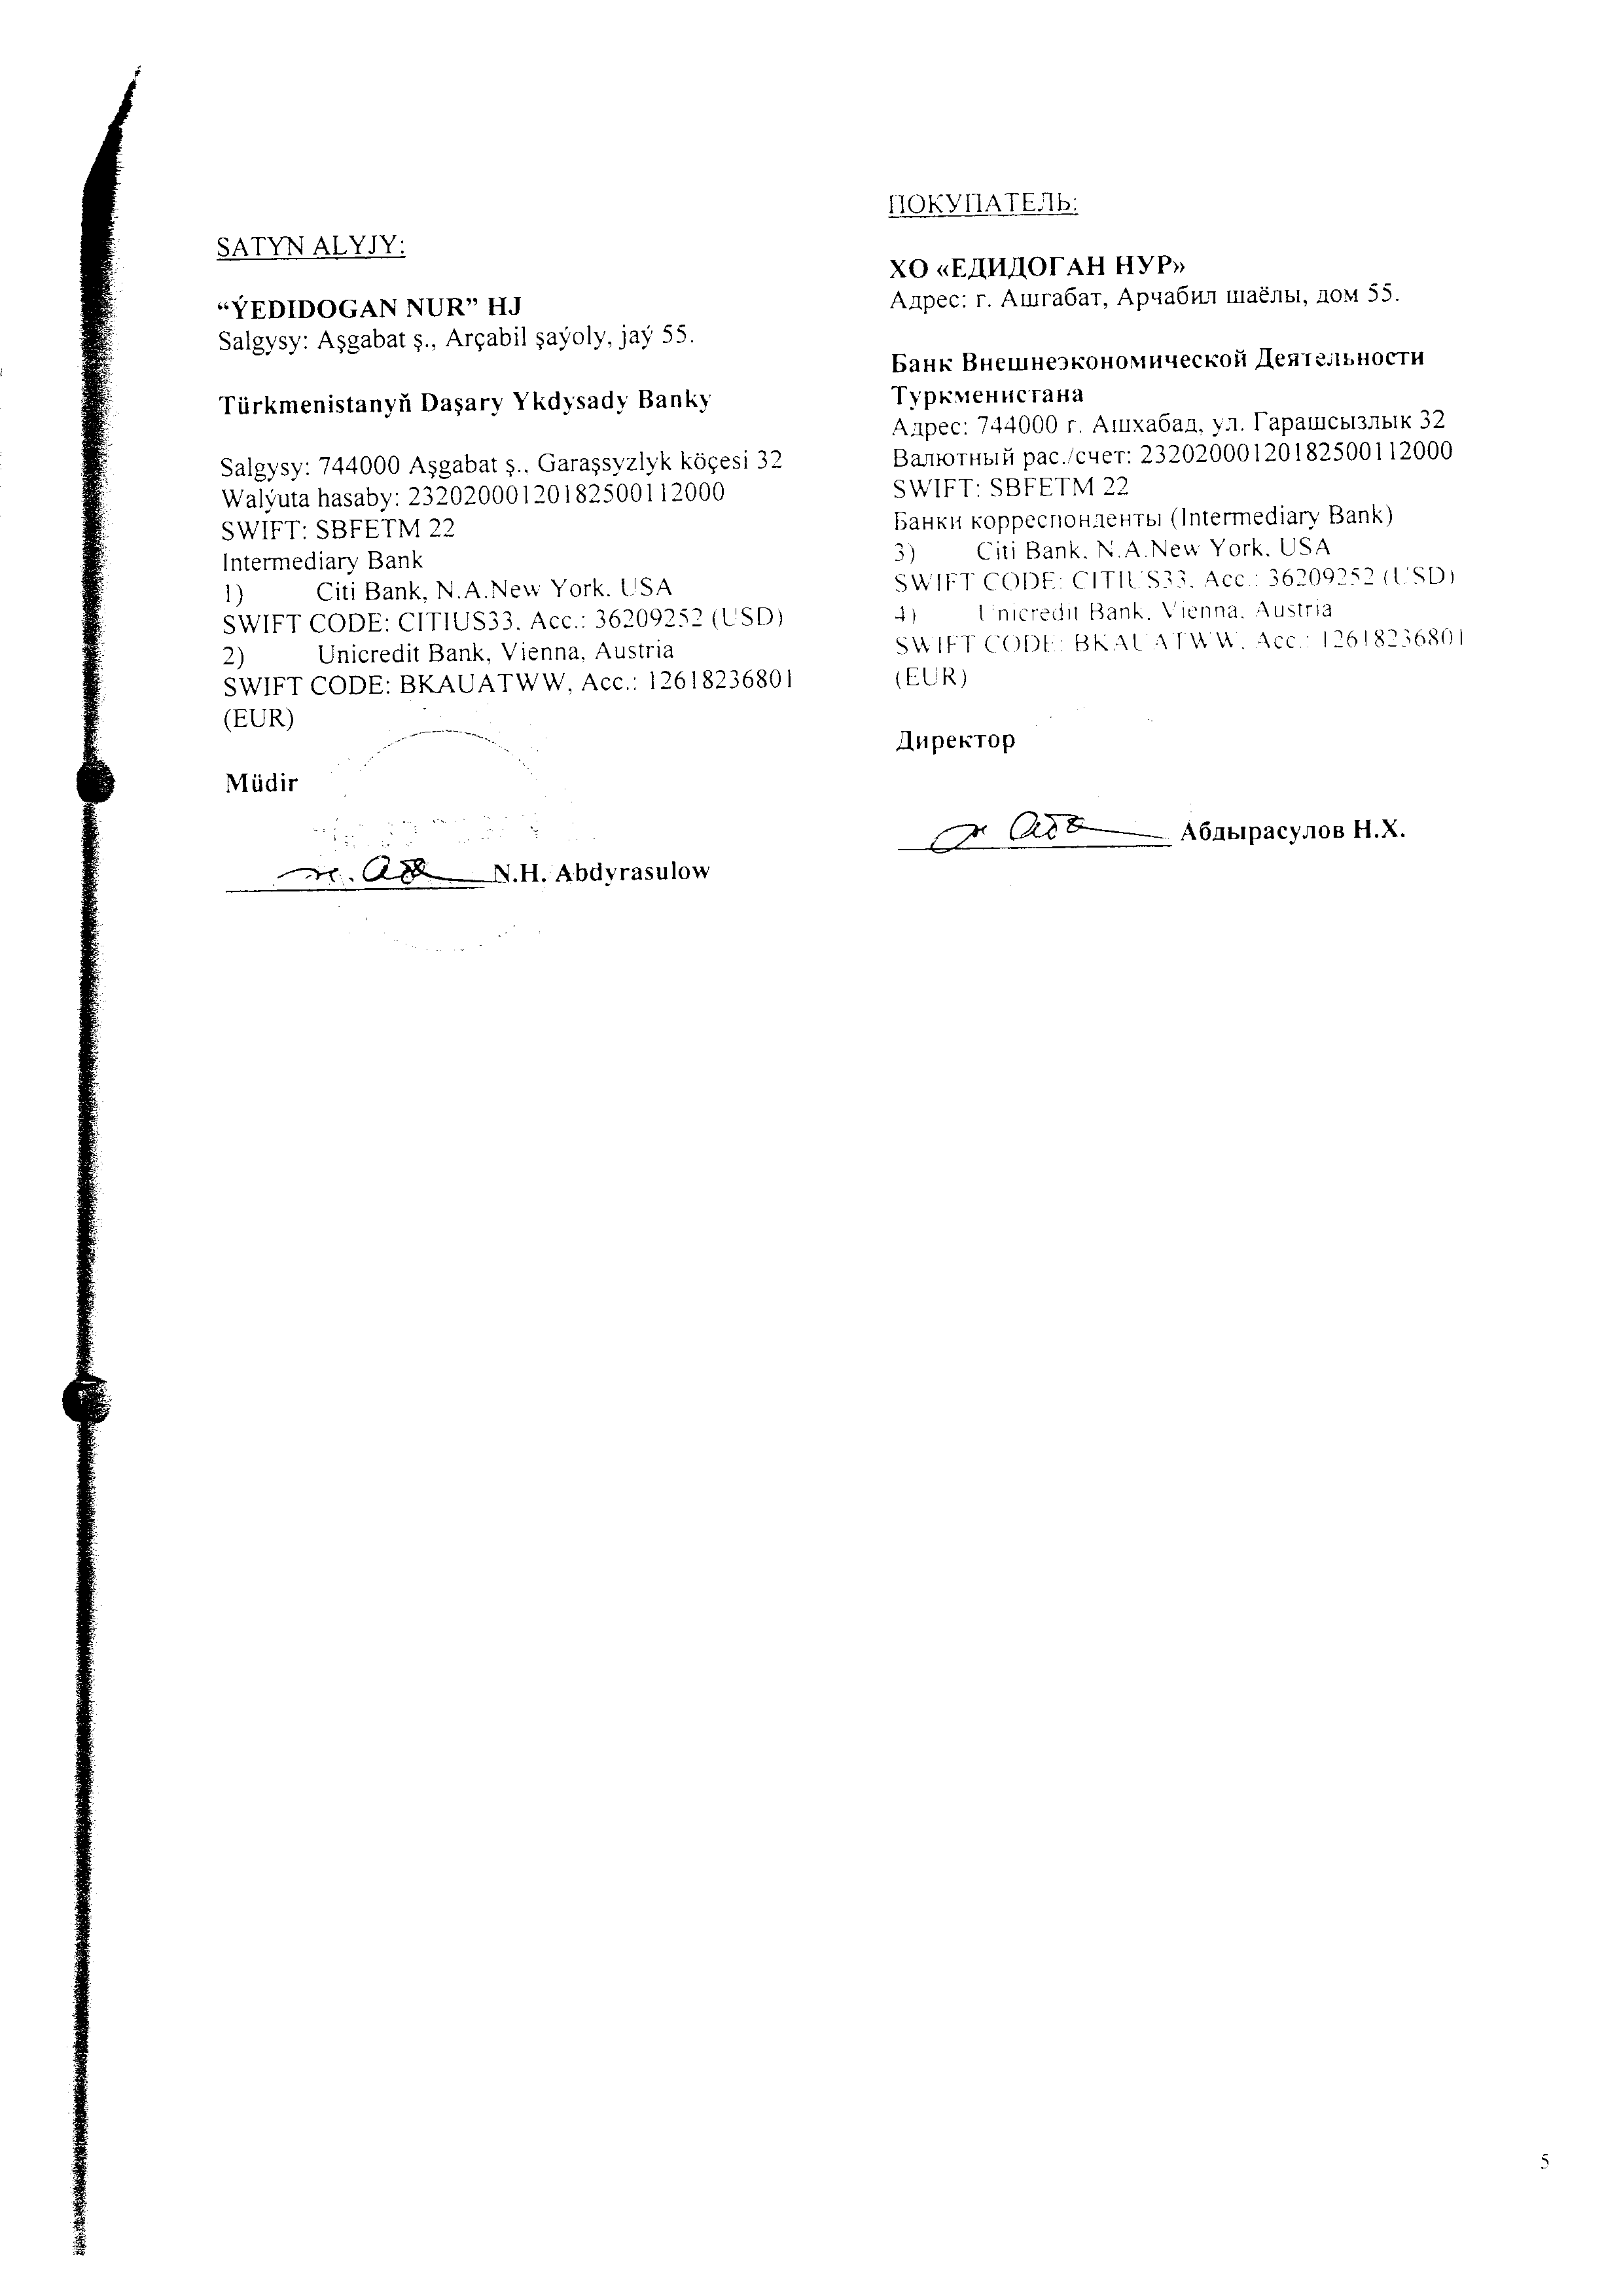 SATYN ALYJY:
“ÝEDIDOGAN NUR” HJ
Salgysy: Aşgabat ş., Arçabil şaýoly, jaý 55.
Türkmenistanyň Daşary Ykdysady Banky
Salgysy: 744000 Aşgabat ş., Garaşsyzlyk köçesi 32
Walýuta hasaby: 23202000120182500112000
SWIFT: SBFETM 22
Intermediary Bank
1) Citi Bank, N.A.New York. USA
SWIFT CODE: CITIUS33, Acc.: 36209252 (USD)
2) Unicredit Bank, Vienna, Austria
SWIFT CODE: BKAUATWW, Acc.: 12618236801
(EUR)
Müdir
N.H. Abdyrasulow
ПОКУПАТЕЛЬ:
ХО «ЕДИДОГАН НУР»
Адрес: г. Ашгабат, Арчабил шаёлы, дом 55.
Банк Внешнеэкономической Деятельности
Туркменистана
Адрес: 744000 г. Ашхабад, ул. Гарашсызлык 32
Валютный рас./счет: 23202000120182500112000
SWIFT: SBFETM 22
Банки корреспонденты (Intermediary Bank)
3) Citi Bank, N.A.New York, USA
SWIFT CODE: CITIUS33, Acc.: 36209252 (USD)
4) Unicredit Bank, Vienna, Austria
SWIFT CODE: BKAUATWW, Acc.: 12618236801
(EUR)
Директор
Абдырасулов Н.Х.
5